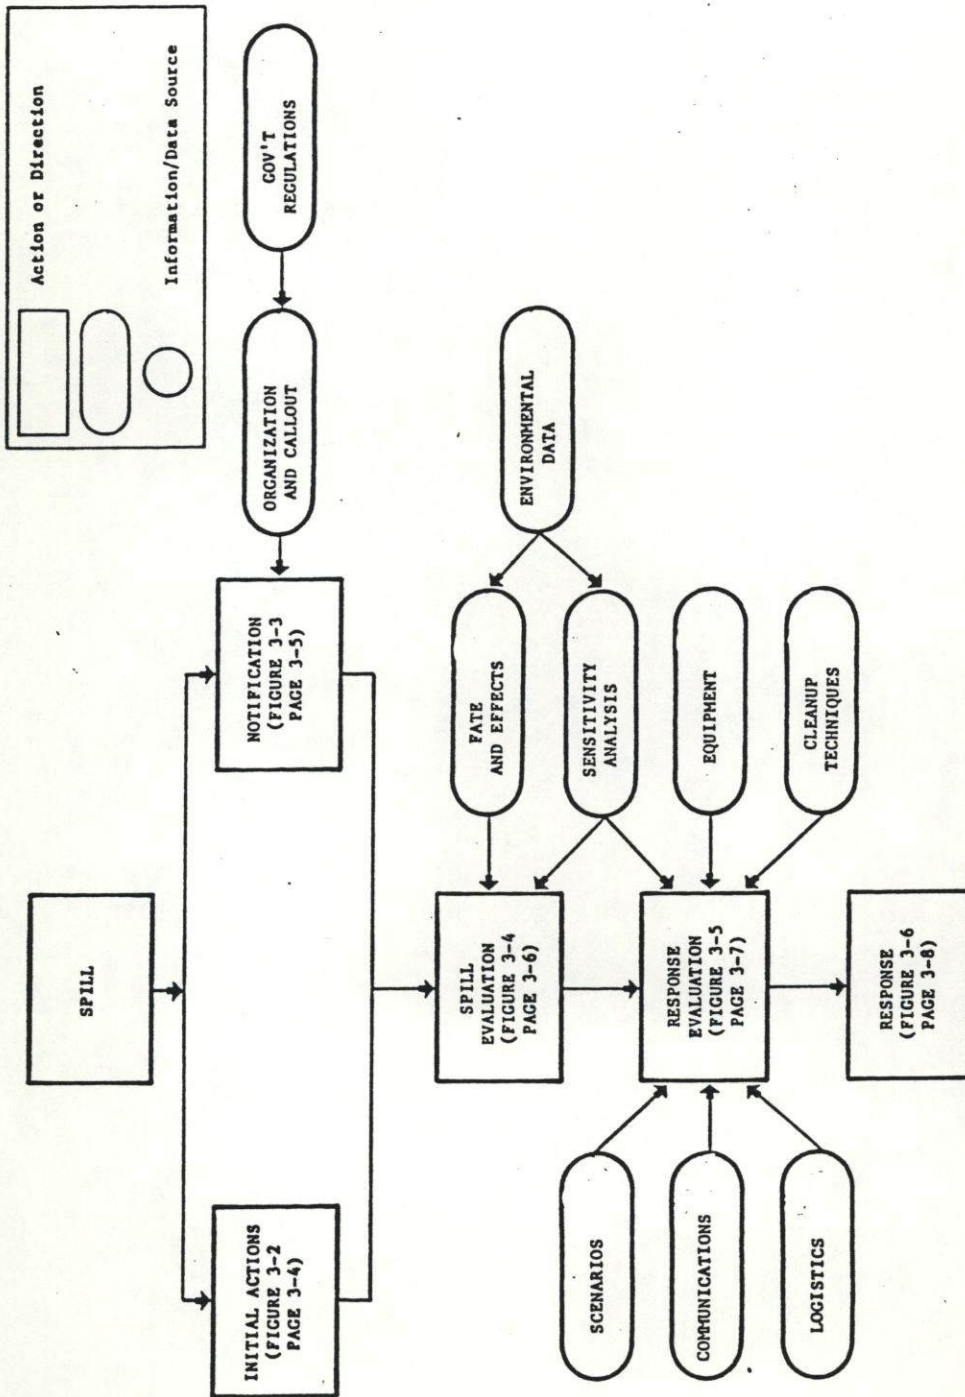 Action or Direction
Information/Data Source
SPILL
INITIAL ACTIONS
(FIGURE 3-2
PAGE 3-4)
NOTIFICATION
(FIGURE 3-3
PAGE 3-5)
ORGANIZATION
AND CALLOUT
GOV'T
REGULATIONS
SPILL
EVALUATION
(FIGURE 3-4
PAGE 3-6)
FATE
AND EFFECTS
ENVIRONMENTAL
DATA
SENSITIVITY
ANALYSIS
SCENARIOS
COMMUNICATIONS
LOGISTICS
RESPONSE
EVALUATION
(FIGURE 3-5
PAGE 3-7)
EQUIPMENT
CLEANUP
TECHNIQUES
RESPONSE
(FIGURE 3-6
PAGE 3-8)